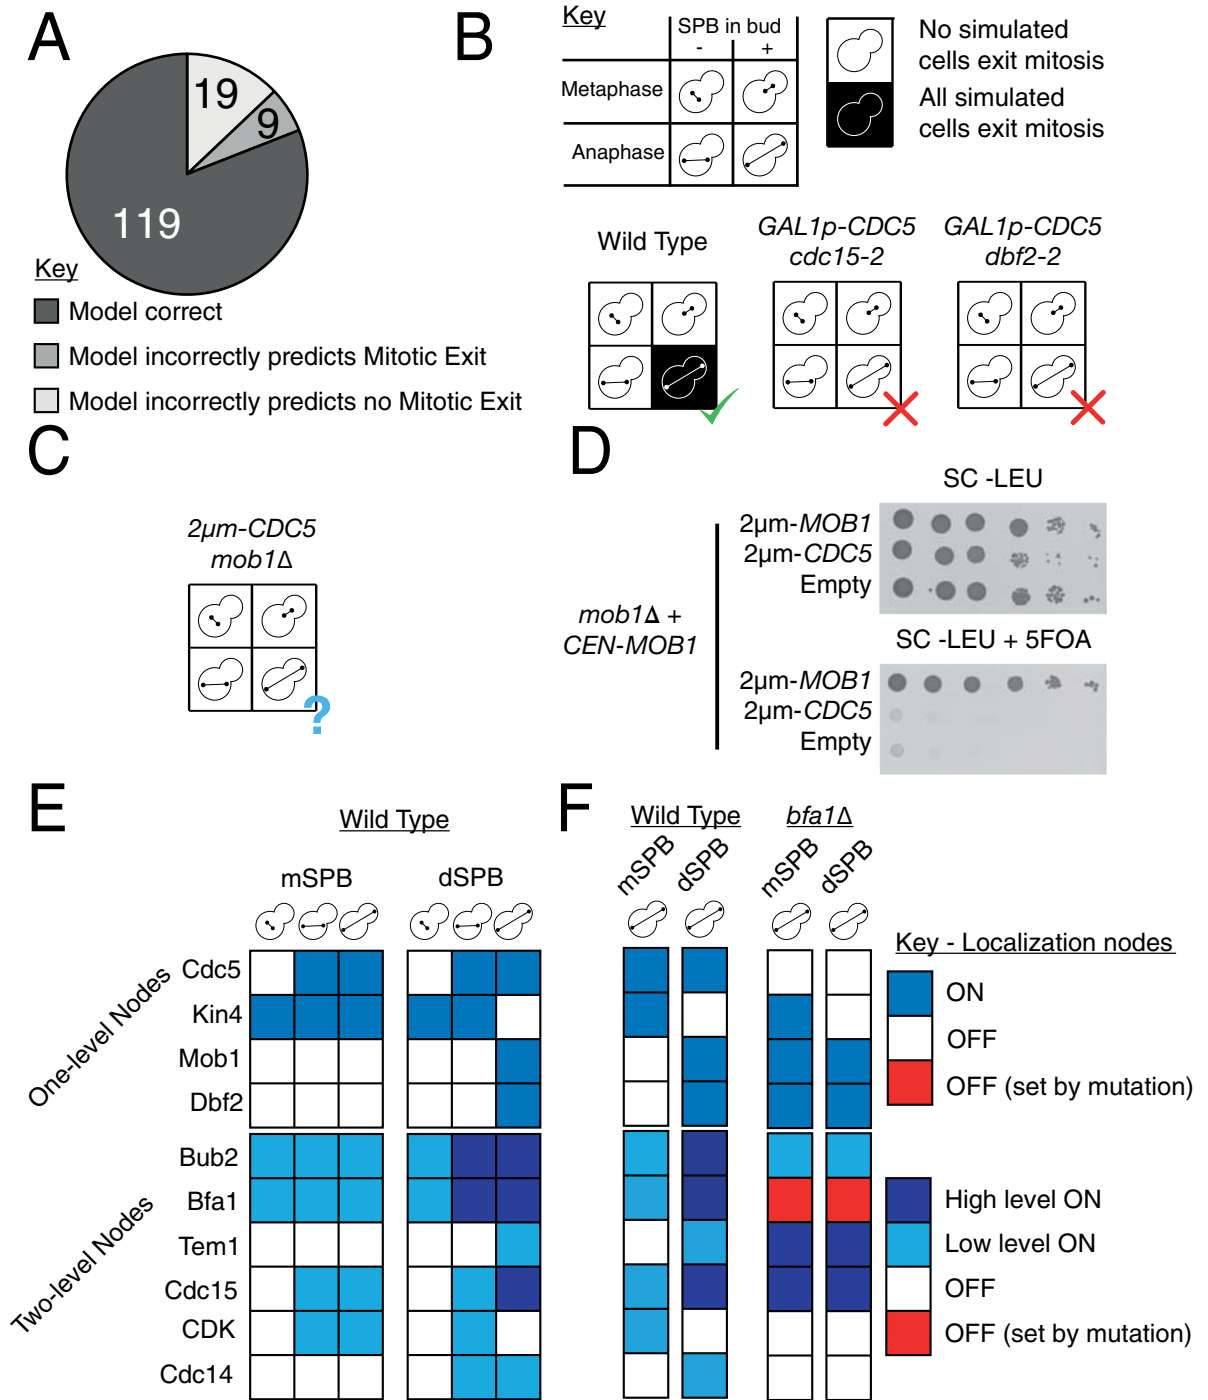 A
19
9
119
Key
Model correct
Model incorrectly predicts Mitotic Exit
Model incorrectly predicts no Mitotic Exit
B
Key
SPB in bud
- +
Metaphase
Anaphase
No simulated
cells exit mitosis
All simulated
cells exit mitosis
Wild Type
GAL1p-CDC5
cdc15-2
GAL1p-CDC5
dbf2-2
C
2µm-CDC5
mob1Δ
?
D
SC -LEU
mob1Δ +
CEN-MOB1
2µm-MOB1
2µm-CDC5
Empty
SC -LEU + 5FOA
2µm-MOB1
2µm-CDC5
Empty
E
Wild Type
mSPB dSPB
One-level Nodes
Cdc5
Kin4
Mob1
Dbf2
Two-level Nodes
Bub2
Bfa1
Tem1
Cdc15
CDK
Cdc14
F
Wild Type bfa1Δ
mSPB dSPB mSPB dSPB
Key - Localization nodes
ON
OFF
OFF (set by mutation)
High level ON
Low level ON
OFF
OFF (set by mutation)